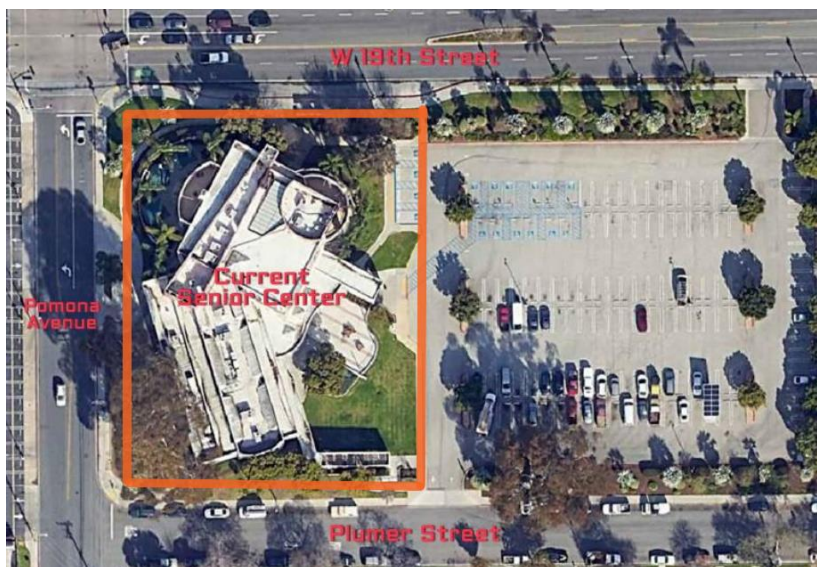 W 19th Street
Current
Senior Center
Pomona
Avenue
Plumer Street